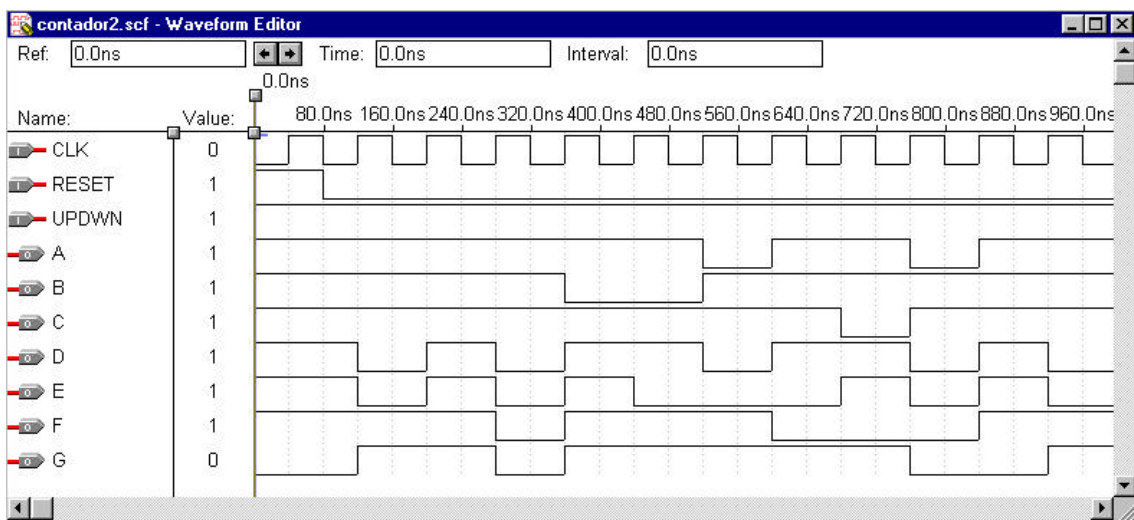 contador2.scf - Waveform Editor
Ref: 0.0ns Time: 0.0ns Interval: 0.0ns
0.0ns
Name: Value: 80.0ns 160.0ns 240.0ns 320.0ns 400.0ns 480.0ns 560.0ns 640.0ns 720.0ns 800.0ns 880.0ns 960.0ns
CLK 0
RESET 1
UPDWN 1
A 1
B 1
C 1
D 1
E 1
F 1
G 0